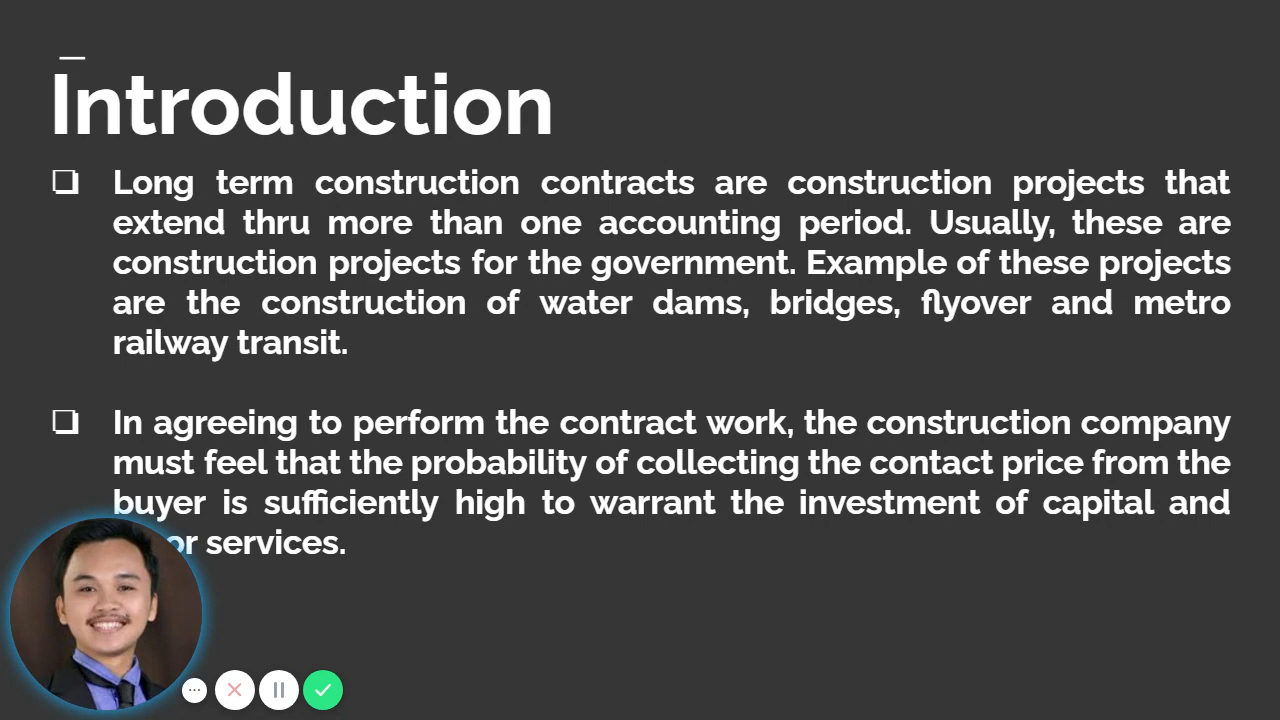 Introduction
❏ Long term construction contracts are construction projects that
extend thru more than one accounting period. Usually, these are
construction projects for the government. Example of these projects
are the construction of water dams, bridges, flyover and metro
railway transit.
❏ In agreeing to perform the contract work, the construction company
must feel that the probability of collecting the contact price from the
buyer is sufficiently high to warrant the investment of capital and
services.